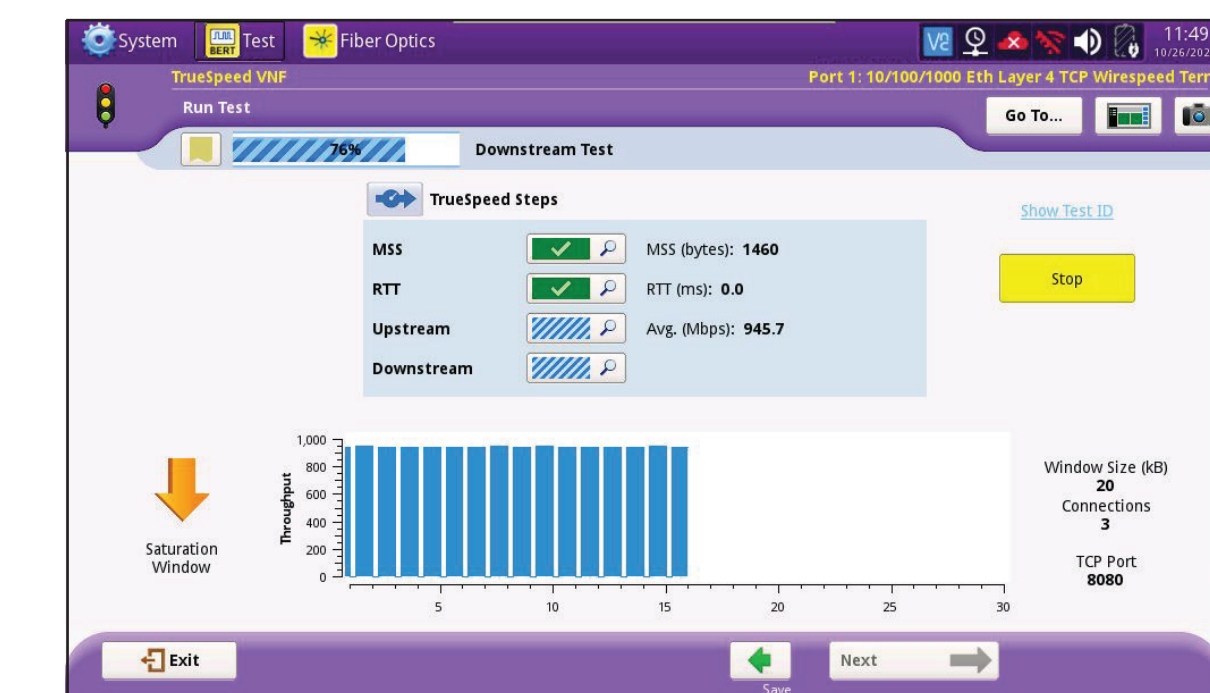 System BERT Test Fiber Optics V2 11:49
10/26/202
TrueSpeed VNF Port 1: 10/100/1000 Eth Layer 4 TCP Wirespeed Terr
Run Test
Go To...
76% Downstream Test
TrueSpeed Steps
Show Test ID
MSS MSS (bytes): 1460
Stop
RTT RTT (ms): 0.0
Upstream Avg. (Mbps): 945.7
Downstream
Throughput
1,000
800
600
400
200
0
5 10 15 20 25 30
Saturation
Window
Window Size (kB)
20
Connections
3
TCP Port
8080
Exit
Next
Save